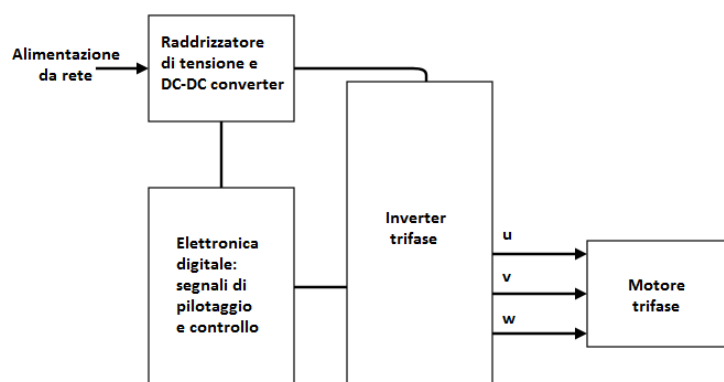 Alimentazione
da rete
Raddrizzatore
di tensione e
DC-DC converter
Elettronica
digitale:
segnali di
pilotaggio
e controllo
Inverter
trifase
u
v
w
Motore
trifase